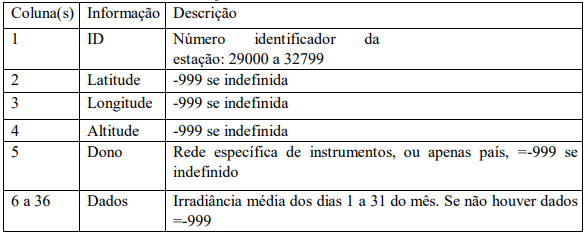 Coluna(s) Informação Descrição
1 ID Número identificador da
estação: 29000 a 32799
2 Latitude -999 se indefinida
3 Longitude -999 se indefinida
4 Altitude -999 se indefinida
5 Dono Rede específica de instrumentos, ou apenas país, =-999 se
indefinido
6 a 36 Dados Irradiância média dos dias 1 a 31 do mês. Se não houver dados
=-999